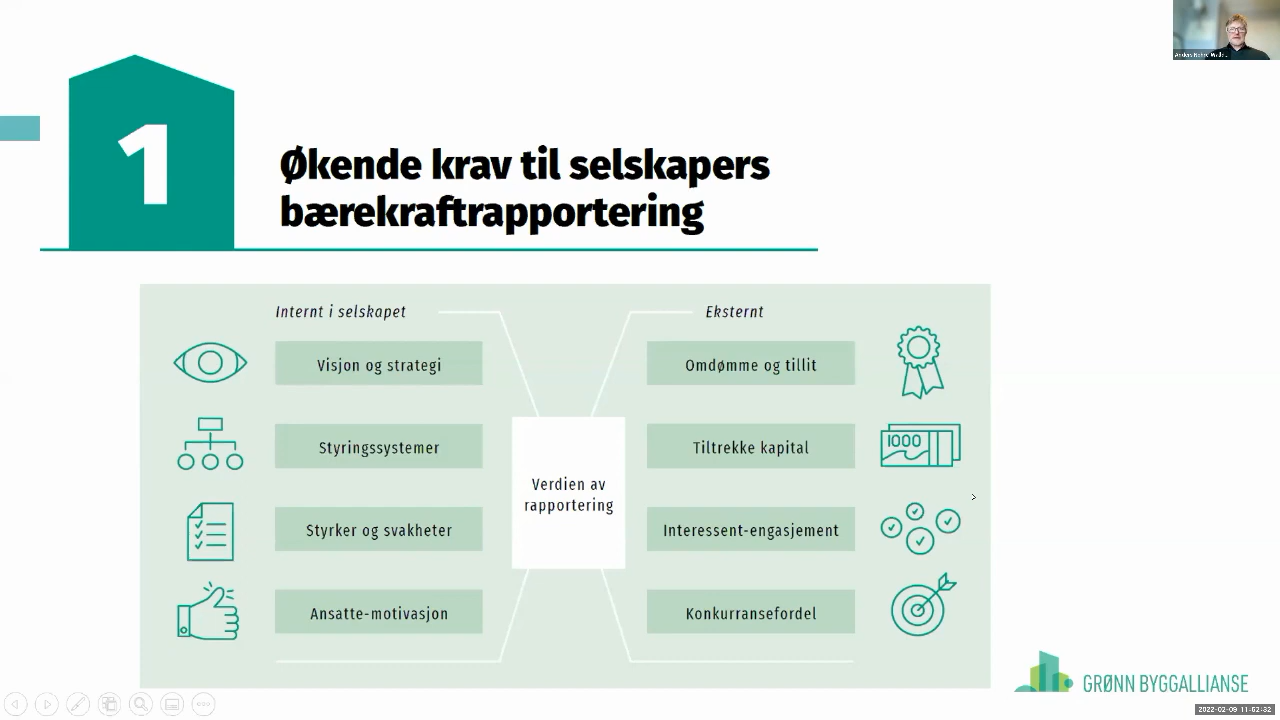 1
Økende krav til selskapers
bærekraftrapportering
Internt i selskapet
Visjon og strategi
Styringssystemer
Styrker og svakheter
Ansatte-motivasjon
Verdien av
rapportering
Eksternt
Omdømme og tillit
Tiltrekke kapital
1000
Interessent-engasjement
Konkurransefordel
GRØNN BYGGALLIANSE
2022-02-09 11:52:32